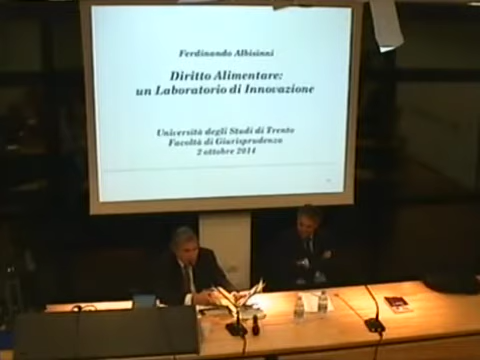 Ferdinando Albisinni
Diritto Alimentare:
un Laboratorio di Innovazione
Università degli Studi di Trento
Facoltà di Giurisprudenza
2 ottobre 2014